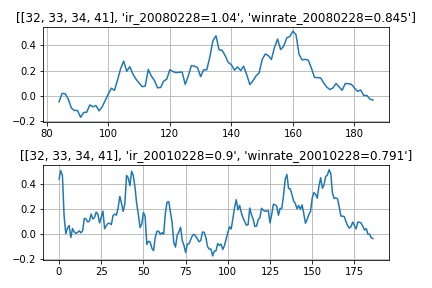 [[32, 33, 34, 41], 'ir_20080228=1.04', 'winrate_20080228=0.845']
0.4
0.2
0.0
−0.2
80 100 120 140 160 180
[[32, 33, 34, 41], 'ir_20010228=0.9', 'winrate_20010228=0.791']
0.4
0.2
0.0
−0.2
0 25 50 75 100 125 150 175